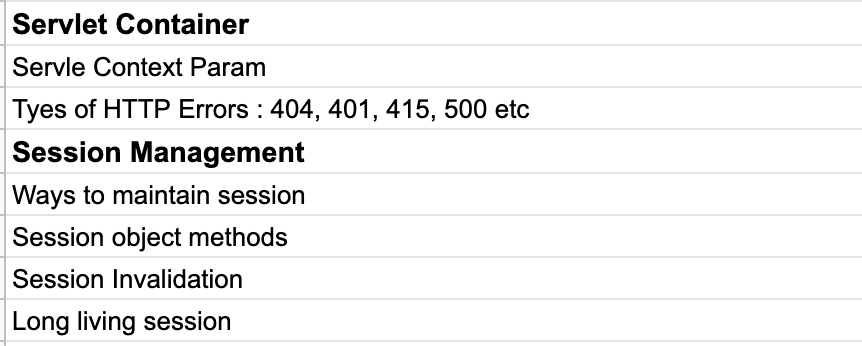 Servlet Container
Servle Context Param
Tyes of HTTP Errors : 404, 401, 415, 500 etc
Session Management
Ways to maintain session
Session object methods
Session Invalidation
Long living session